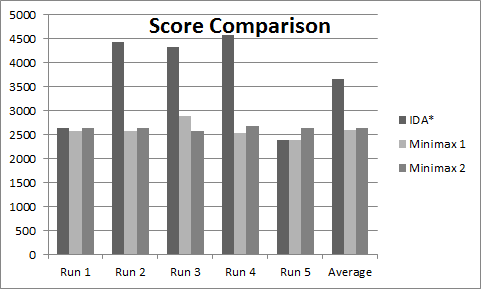 Score Comparison
5000
4500
4000
3500
3000
2500
2000
1500
1000
500
0
Run 1 Run 2 Run 3 Run 4 Run 5 Average
IDA*
Minimax 1
Minimax 2